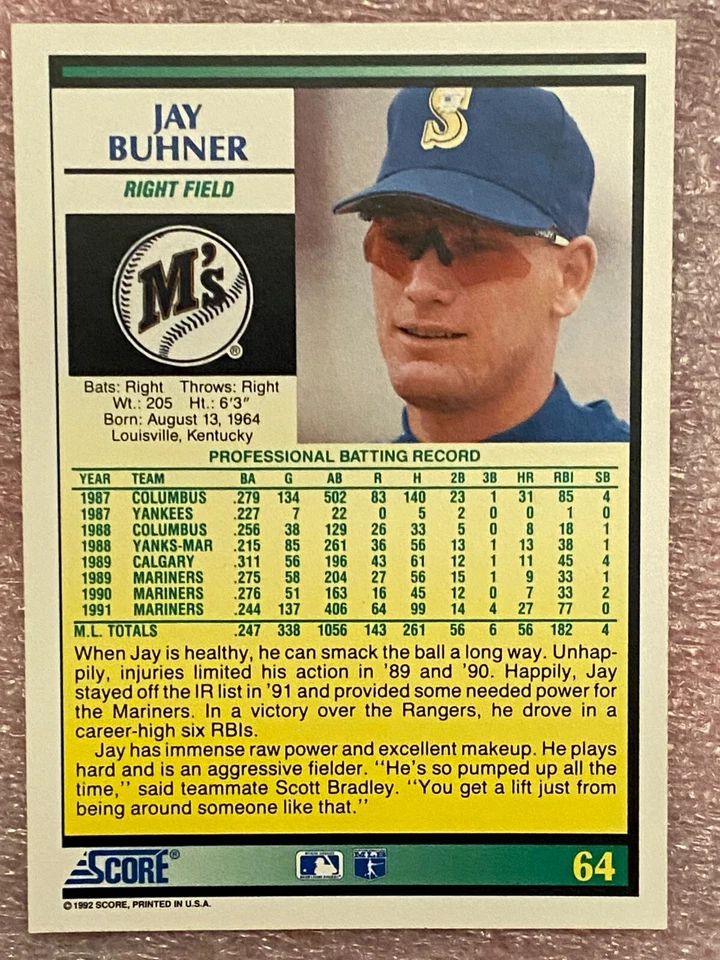 S
JAY
BUHNER
RIGHT FIELD
M's
®
Bats: Right Throws: Right
Wt.: 205 Ht.: 6'3"
Born: August 13, 1964
Louisville, Kentucky
PROFESSIONAL BATTING RECORD
YEAR TEAM BA G AB R H 2B 3B HR RBI SB
1987 COLUMBUS .279 134 502 83 140 23 1 31 85 4
1987 YANKEES .227 7 22 0 5 2 0 0 1 0
1988 COLUMBUS .256 38 129 26 33 5 0 8 18 1
1988 YANKS-MAR .215 85 261 36 56 13 1 13 38 1
1989 CALGARY .311 56 196 43 61 12 1 11 45 4
1989 MARINERS .275 58 204 27 56 15 1 9 33 1
1990 MARINERS .276 51 163 16 45 12 0 7 33 2
1991 MARINERS .244 137 406 64 99 14 4 27 77 0
M.L. TOTALS .247 338 1056 143 261 56 6 56 182 4
When Jay is healthy, he can smack the ball a long way. Unhap-
pily, injuries limited his action in '89 and '90. Happily, Jay
stayed off the IR list in '91 and provided some needed power for
the Mariners. In a victory over the Rangers, he drove in a
career-high six RBIs.
Jay has immense raw power and excellent makeup. He plays
hard and is an aggressive fielder. "He's so pumped up all the
time," said teammate Scott Bradley. "You get a lift just from
being around someone like that."
SCORE® MLB 64
© 1992 SCORE, PRINTED IN U.S.A.